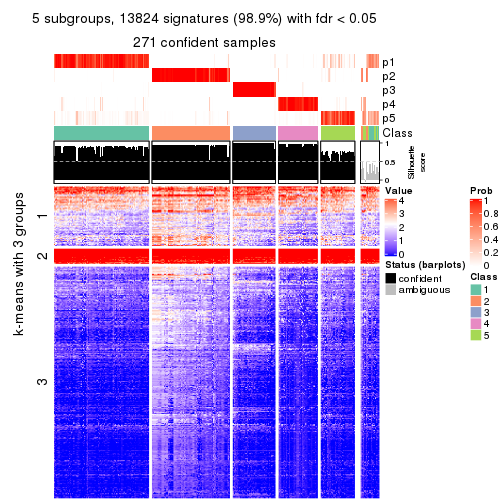 5 subgroups, 13824 signatures (98.9%) with fdr < 0.05
271 confident samples
p1
p2
p3
p4
p5
Class
1
0.5
0
Silhouette
score
k-means with 3 groups
1
2
3
Value
4
3
2
1
0
Status (barplots)
confident
ambiguous
Prob
1
0.8
0.6
0.4
0.2
0
Class
1
2
3
4
5